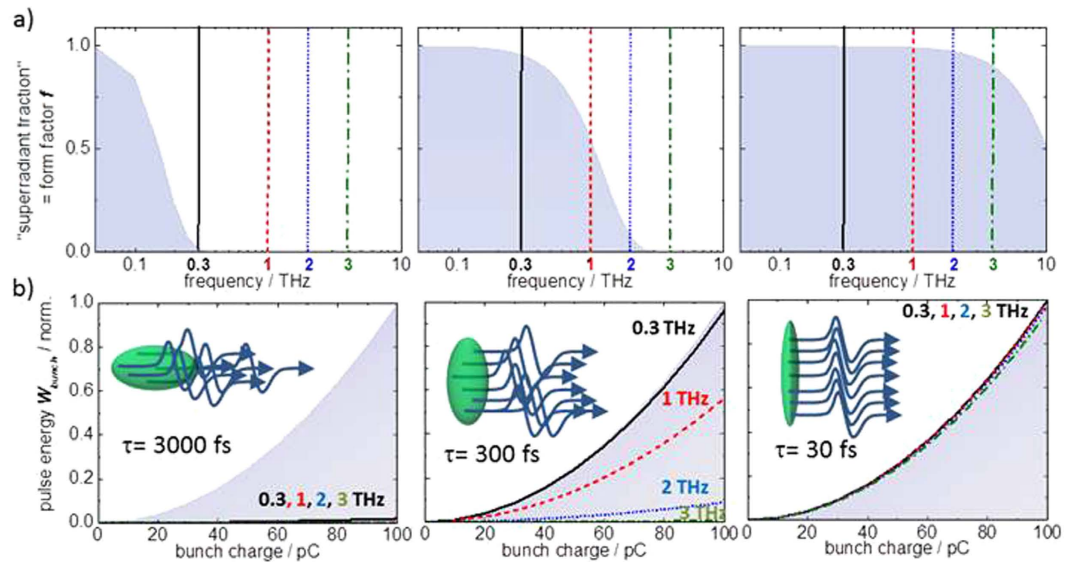 a)
"superradiant traction"
= form factor f
1.0
0.5
0.0
0.1
0.3
1
2
3
10
frequency / THz
0.1
0.3
1
2
3
10
frequency / THz
0.1
0.3
1
2
3
10
frequency / THz
b)
pulse energy Wbunch / norm.
1.0
0.8
0.6
0.4
0.2
0.0
τ= 3000 fs
0.3, 1, 2, 3 THz
0
20
40
60
80
100
bunch charge / pC
0.3 THz
1 THz
τ= 300 fs
2 THz
3 THz
0
20
40
60
80
100
bunch charge / pC
0.3, 1, 2, 3 THz
τ= 30 fs
0
20
40
60
80
100
bunch charge / pC